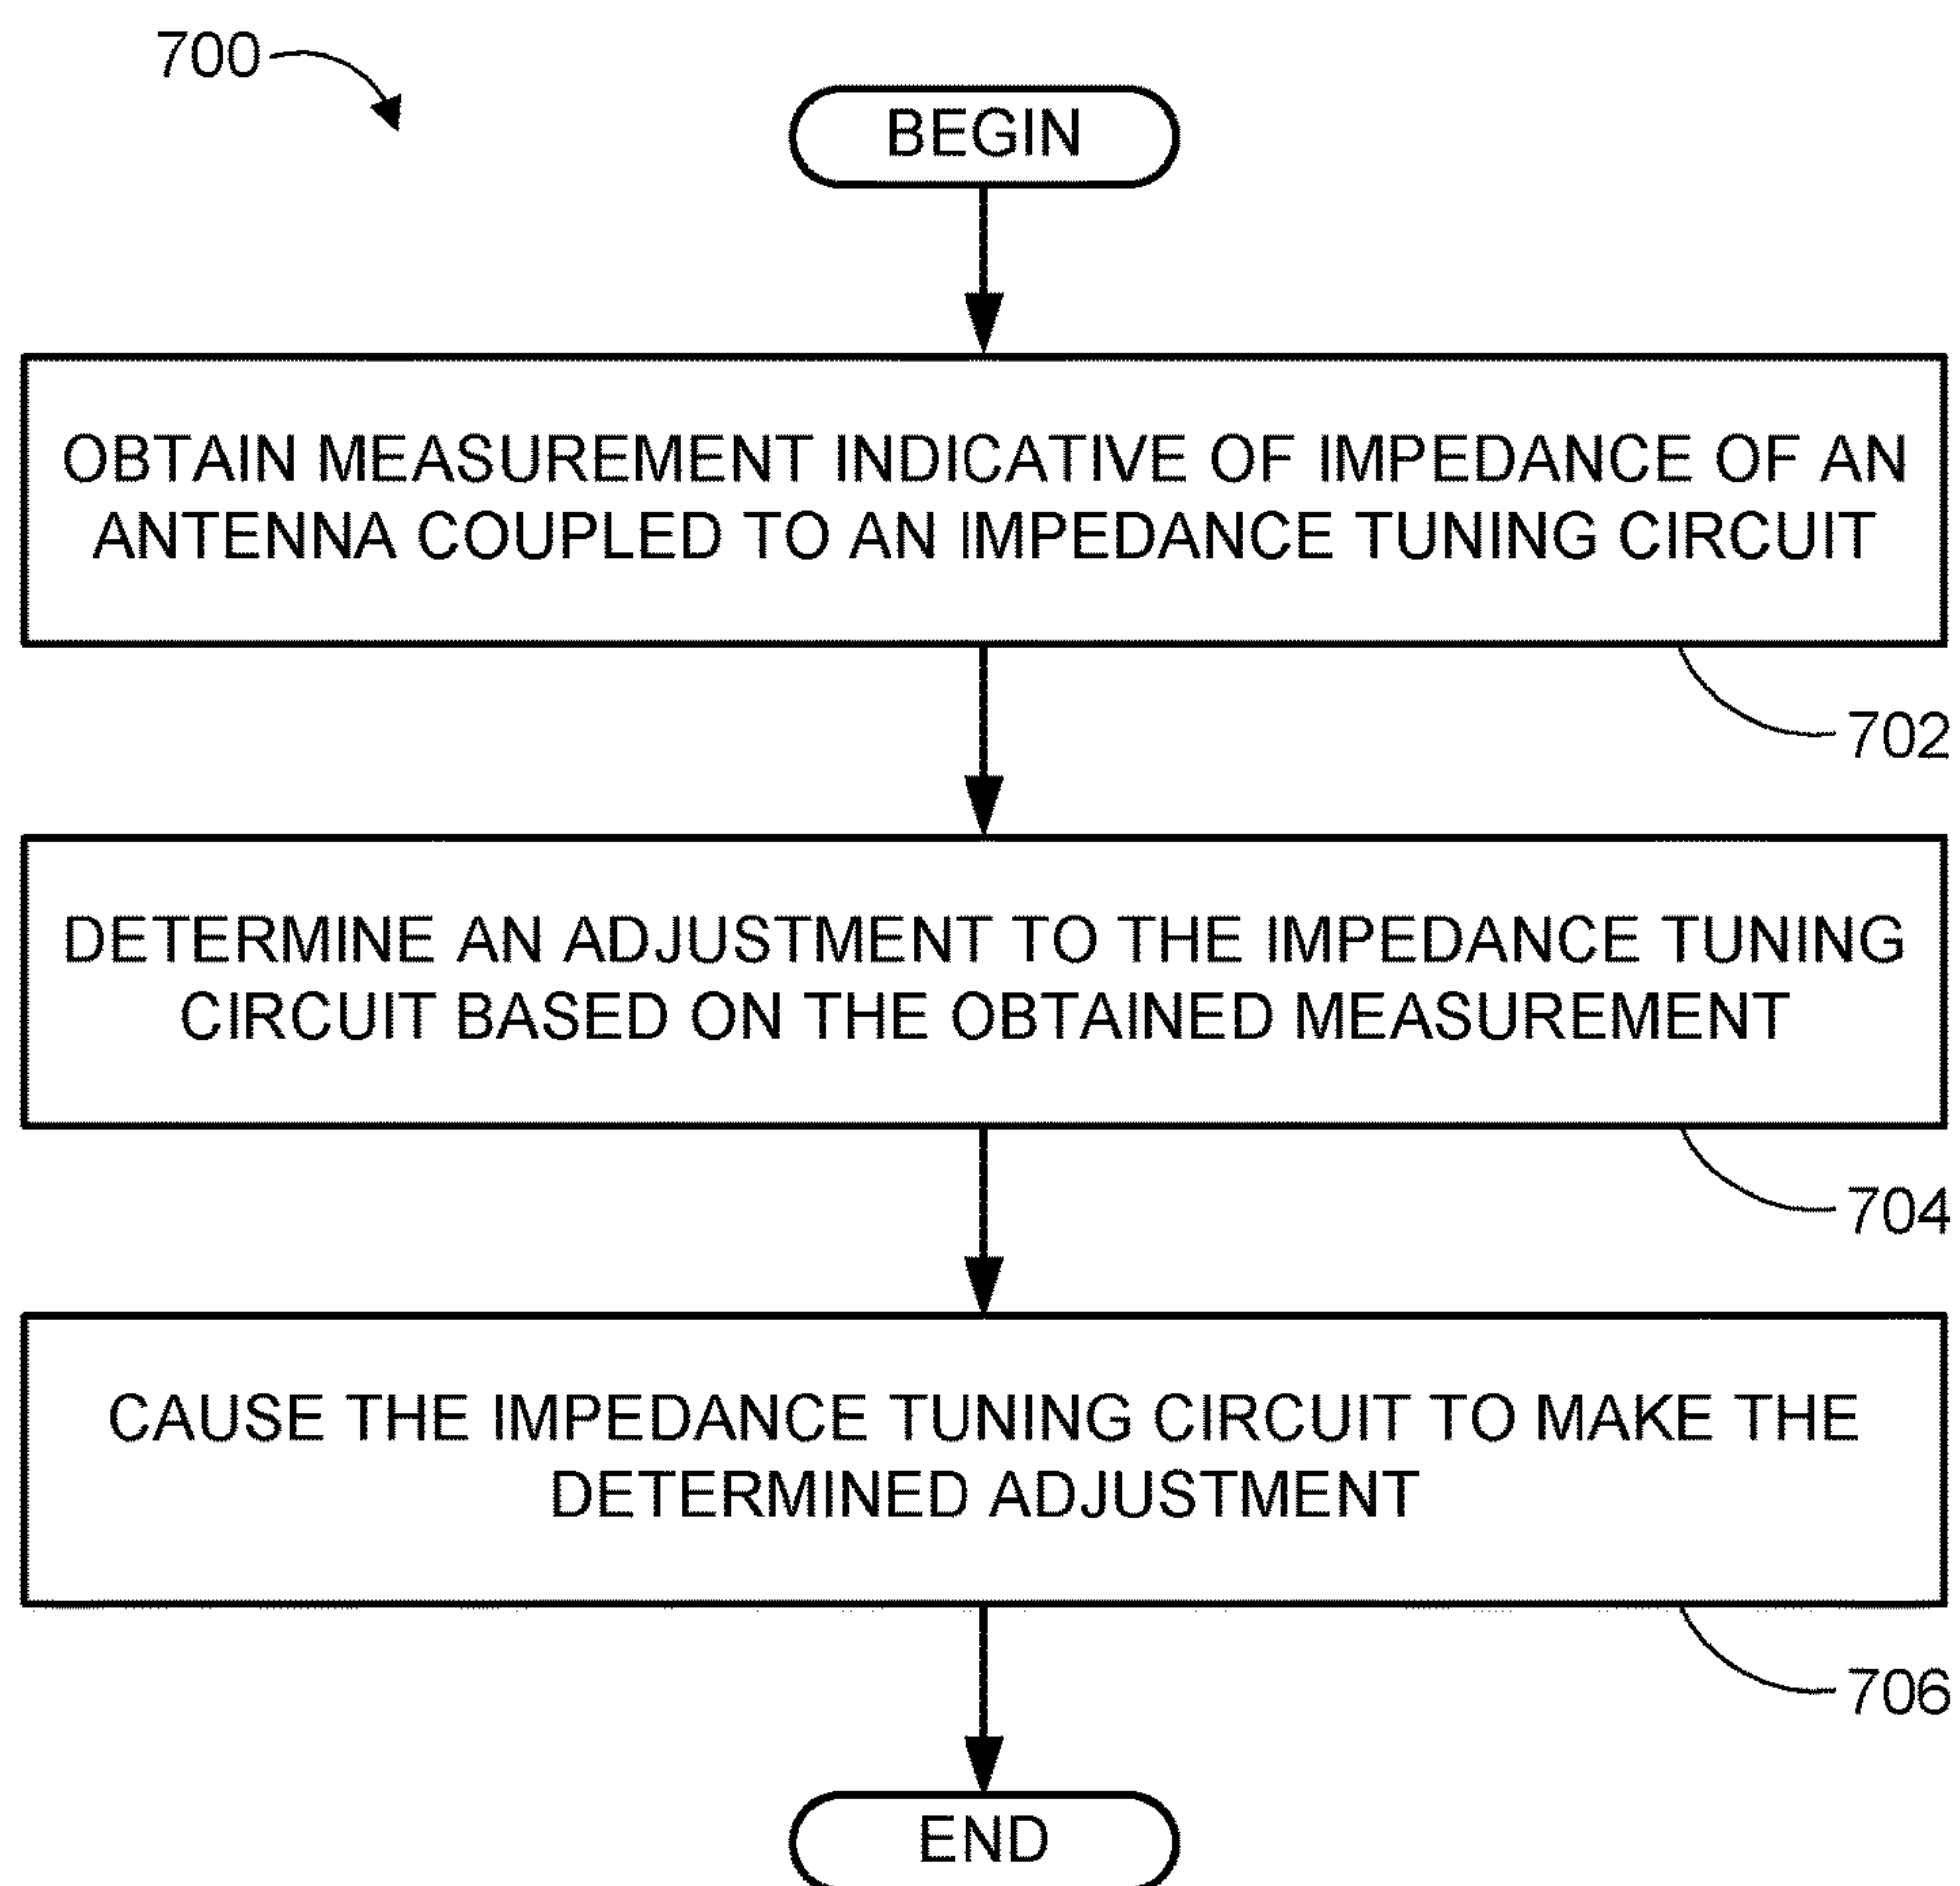 700
BEGIN
OBTAIN MEASUREMENT INDICATIVE OF IMPEDANCE OF AN
ANTENNA COUPLED TO AN IMPEDANCE TUNING CIRCUIT
702
DETERMINE AN ADJUSTMENT TO THE IMPEDANCE TUNING
CIRCUIT BASED ON THE OBTAINED MEASUREMENT
704
CAUSE THE IMPEDANCE TUNING CIRCUIT TO MAKE THE
DETERMINED ADJUSTMENT
706
END